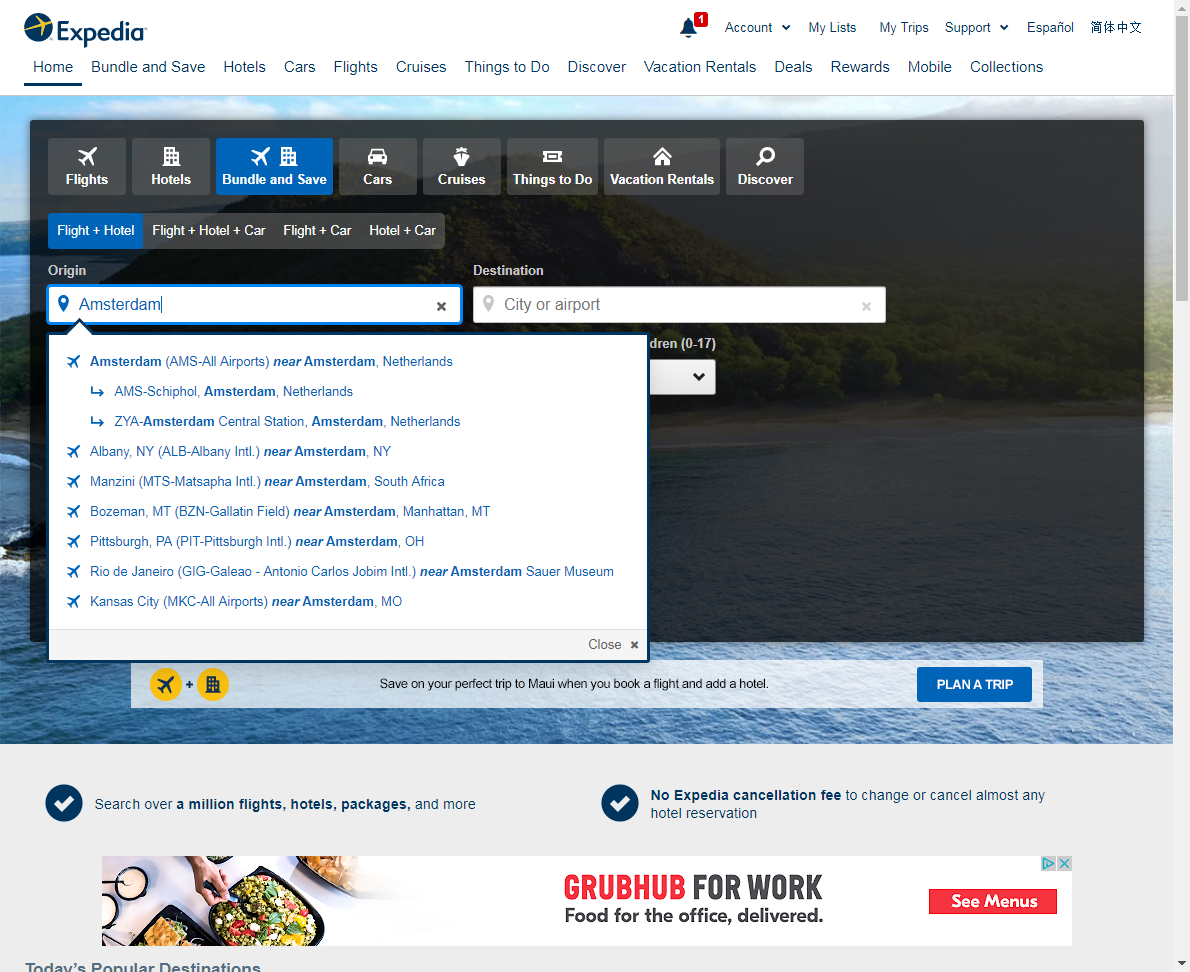 Expedia
1
Account
My Lists
My Trips
Support
Español
简体中文
Home
Bundle and Save
Hotels
Cars
Flights
Cruises
Things to Do
Discover
Vacation Rentals
Deals
Rewards
Mobile
Collections
Flights
Hotels
Bundle and Save
Cars
Cruises
Things to Do
Vacation Rentals
Discover
Flight + Hotel
Flight + Hotel + Car
Flight + Car
Hotel + Car
Origin
Destination
Amsterdam
City or airport
dren (0-17)
Amsterdam (AMS-All Airports) near Amsterdam, Netherlands
AMS-Schiphol, Amsterdam, Netherlands
ZYA-Amsterdam Central Station, Amsterdam, Netherlands
Albany, NY (ALB-Albany Intl.) near Amsterdam, NY
Manzini (MTS-Matsapha Intl.) near Amsterdam, South Africa
Bozeman, MT (BZN-Gallatin Field) near Amsterdam, Manhattan, MT
Pittsburgh, PA (PIT-Pittsburgh Intl.) near Amsterdam, OH
Rio de Janeiro (GIG-Galeao - Antonio Carlos Jobim Intl.) near Amsterdam Sauer Museum
Kansas City (MKC-All Airports) near Amsterdam, MO
Close
+
Save on your perfect trip to Maui when you book a flight and add a hotel.
PLAN A TRIP
Search over a million flights, hotels, packages, and more
No Expedia cancellation fee to change or cancel almost any
hotel reservation
GRUBHUB FOR WORK
Food for the office, delivered.
See Menus
Today's Popular Destinations